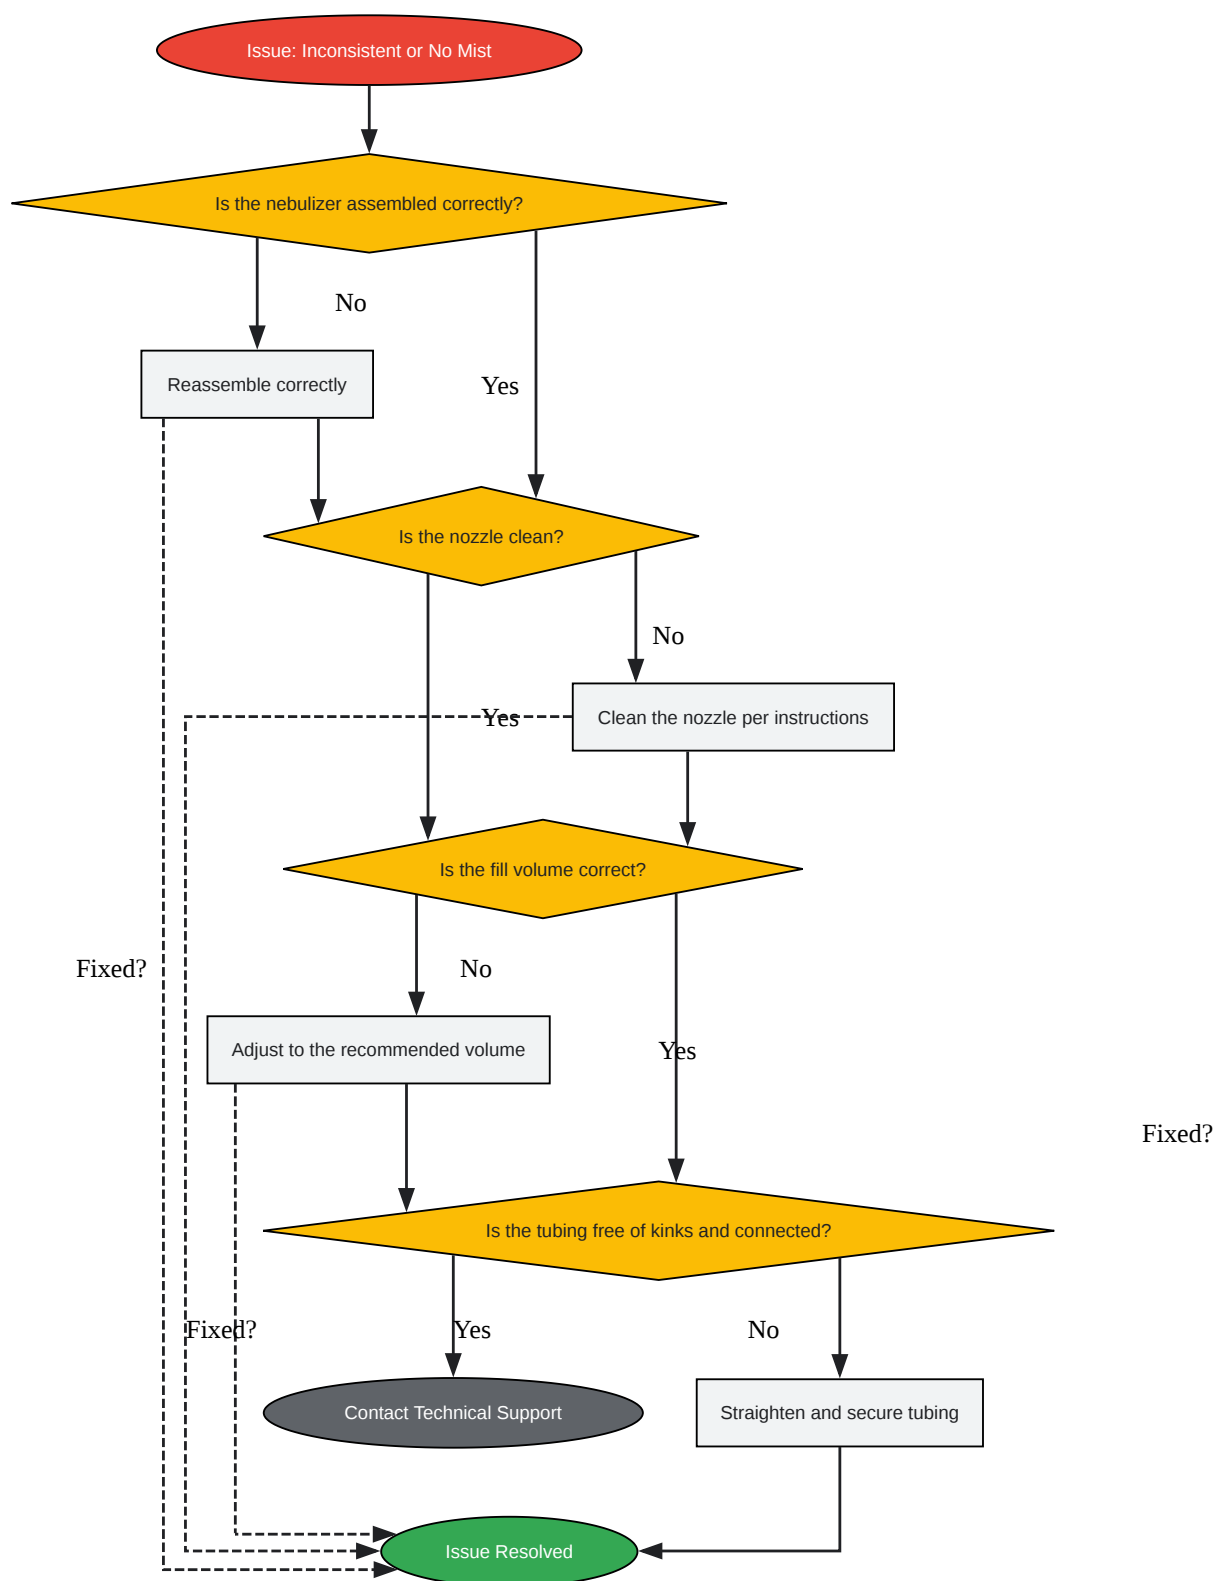 Issue: Inconsistent or No Mist
Is the nebulizer assembled correctly?
No
Reassemble correctly
Yes
Is the nozzle clean?
No
Yes
Clean the nozzle per instructions
Is the fill volume correct?
Fixed?
No
Adjust to the recommended volume
Yes
Fixed?
Is the tubing free of kinks and connected?
Fixed?
Yes
No
Contact Technical Support
Straighten and secure tubing
Issue Resolved